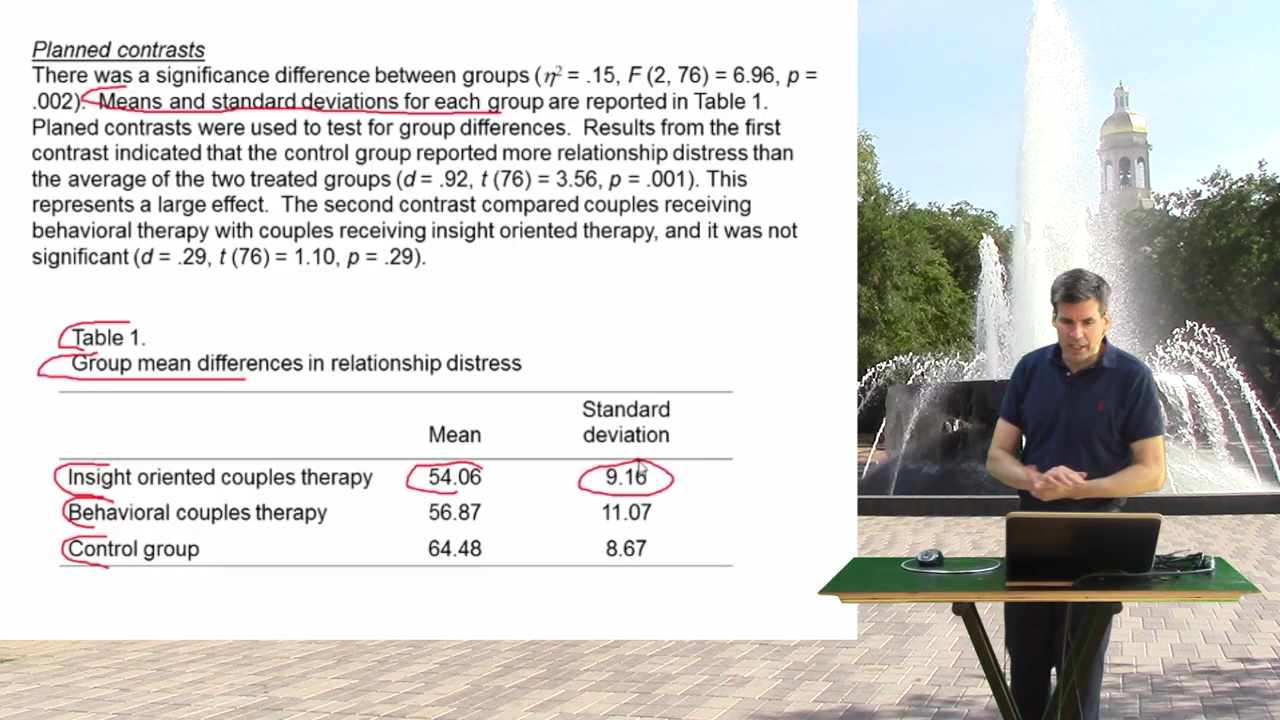 Planned contrasts
There was a significance difference between groups (η² = .15, F (2, 76) = 6.96, p =
.002). Means and standard deviations for each group are reported in Table 1.
Planed contrasts were used to test for group differences. Results from the first
contrast indicated that the control group reported more relationship distress than
the average of the two treated groups (d = .92, t (76) = 3.56, p = .001). This
represents a large effect. The second contrast compared couples receiving
behavioral therapy with couples receiving insight oriented therapy, and it was not
significant (d = .29, t (76) = 1.10, p = .29).
Table 1.
Group mean differences in relationship distress
Standard
Mean deviation
Insight oriented couples therapy 54.06 9.16
Behavioral couples therapy 56.87 11.07
Control group 64.48 8.67